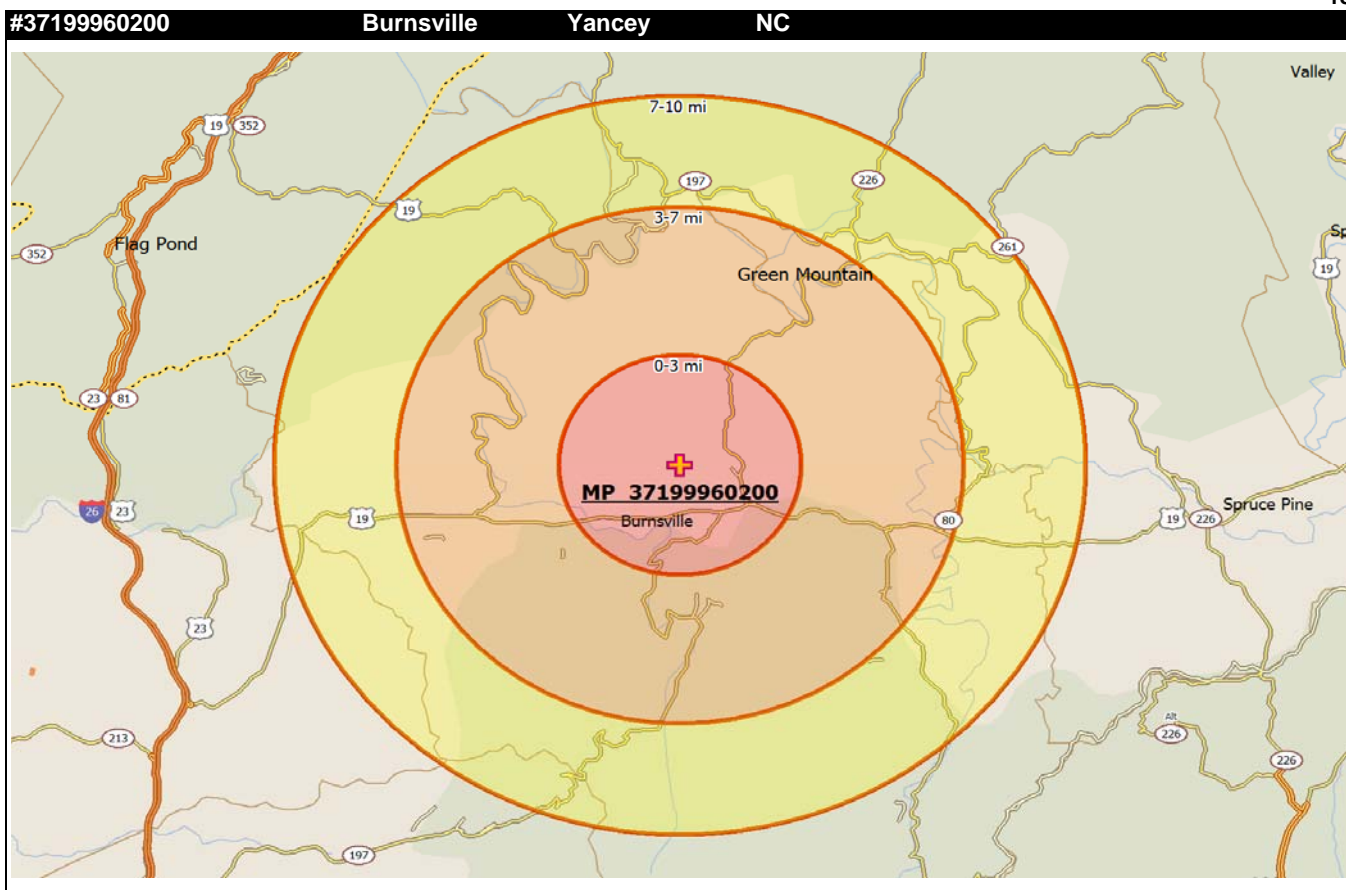 #37199960200 Burnsville Yancey NC
Valley
7-10 mi
19 352
197
226
19
3-7 mi
352
Flag Pond
261
Sp
19
Green Mountain
0-3 mi
23 81
MP 37199960200
26 23
19
Burnsville
80
19 226
Spruce Pine
23
213
Alt
226
226
197